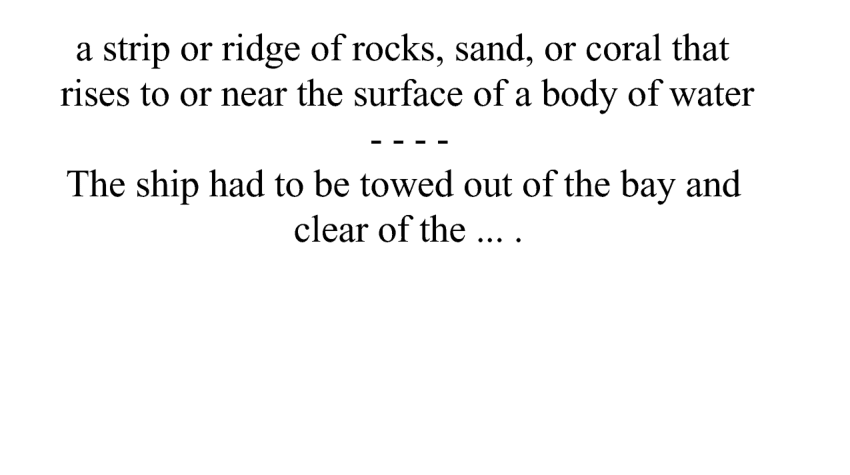 a strip or ridge of rocks, sand, or coral that
rises to or near the surface of a body of water
- - - -
The ship had to be towed out of the bay and
clear of the ... .